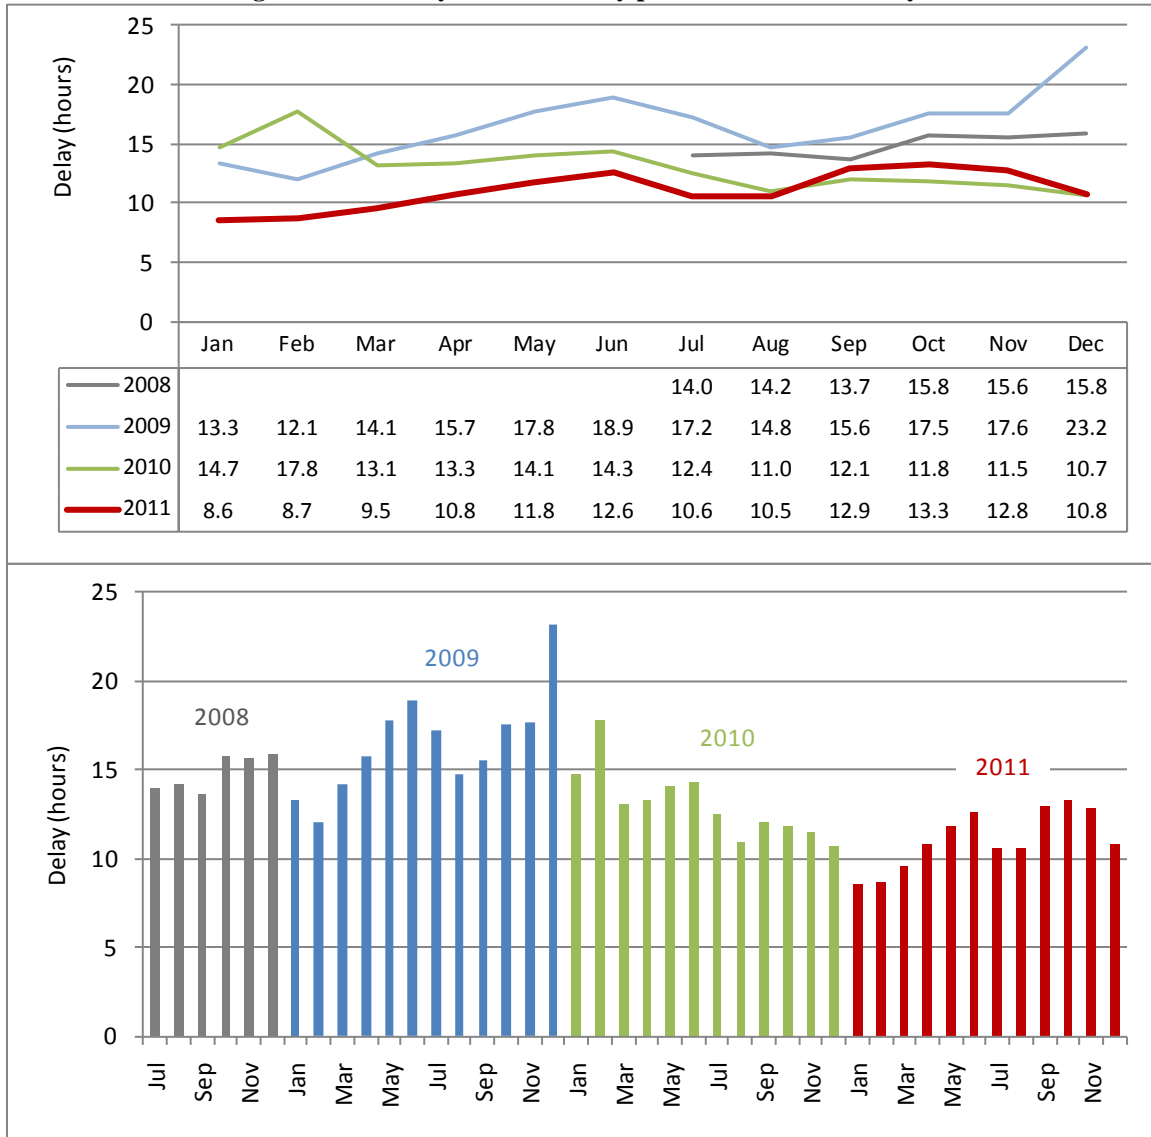 25
20
15
10
5
0
Delay (hours)
Jan Feb Mar Apr May Jun Jul Aug Sep Oct Nov Dec
2008 14.0 14.2 13.7 15.8 15.6 15.8
2009 13.3 12.1 14.1 15.7 17.8 18.9 17.2 14.8 15.6 17.5 17.6 23.2
2010 14.7 17.8 13.1 13.3 14.1 14.3 12.4 11.0 12.1 11.8 11.5 10.7
2011 8.6 8.7 9.5 10.8 11.8 12.6 10.6 10.5 12.9 13.3 12.8 10.8
25
20
15
10
5
0
Delay (hours)
2008
2009
2010
2011
Jul Sep Nov Jan Mar May Jul Sep Nov Jan Mar May Jul Sep Nov Jan Mar May Jul Sep Nov